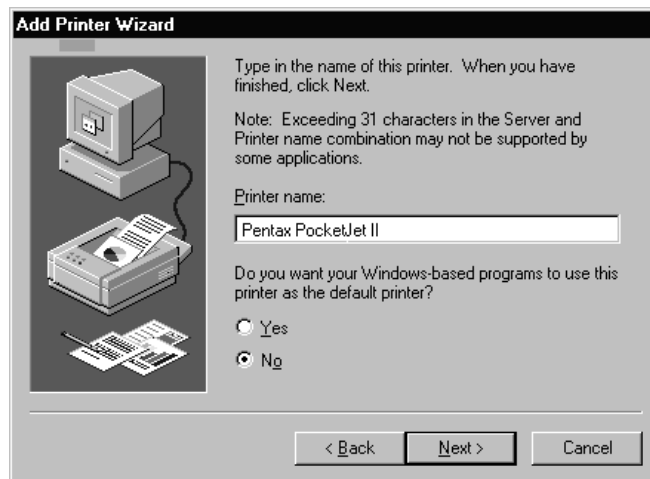 Add Printer Wizard
Type in the name of this printer. When you have
finished, click Next.
Note: Exceeding 31 characters in the Server and
Printer name combination may not be supported by
some applications.
Printer name:
Pentax PocketJet II
Do you want your Windows-based programs to use this
printer as the default printer?
Yes
No
< Back Next > Cancel